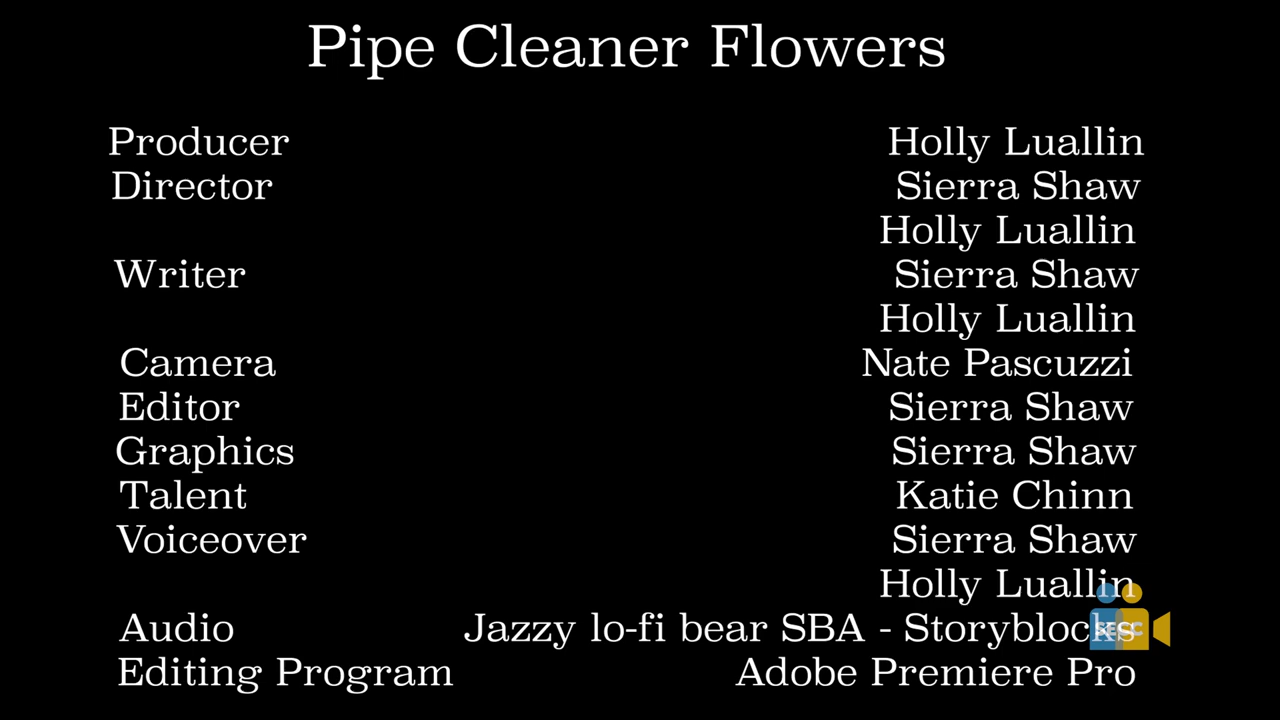 Pipe Cleaner Flowers
Producer Holly Luallin
Director Sierra Shaw
Holly Luallin
Writer Sierra Shaw
Holly Luallin
Camera Nate Pascuzzi
Editor Sierra Shaw
Graphics Sierra Shaw
Talent Katie Chinn
Voiceover Sierra Shaw
Holly Luallin
Audio Jazzy lo-fi bear SBA - Storyblocks
Editing Program Adobe Premiere Pro